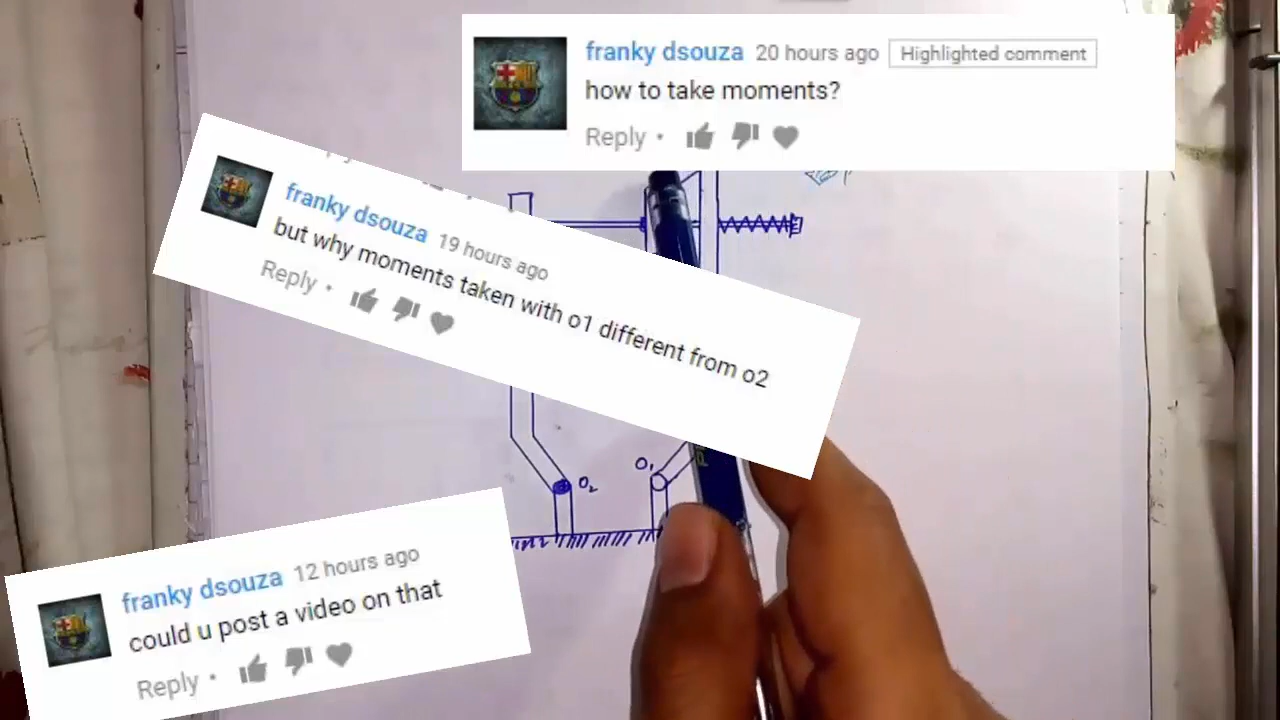 franky dsouza 20 hours ago Highlighted comment
how to take moments?
Reply
franky dsouza 19 hours ago
but why moments taken with o1 different from o2
Reply
O2
O1
franky dsouza 12 hours ago
could u post a video on that
Reply